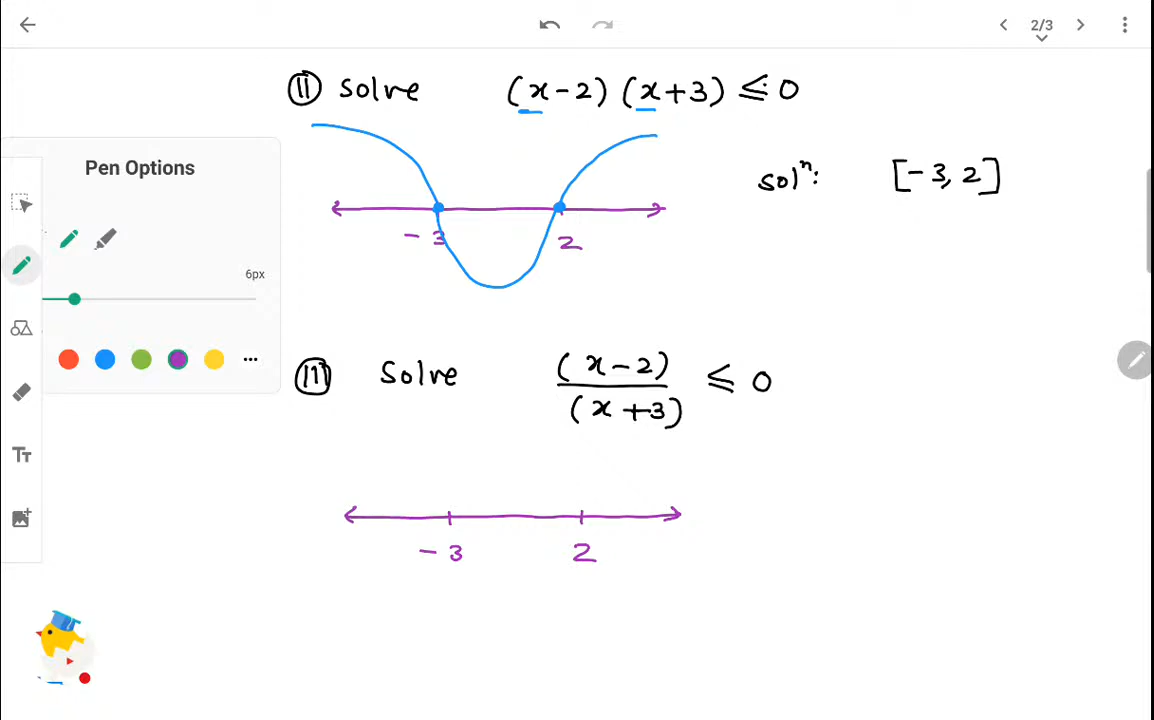 2/3
(II) Solve (x-2) (x+3) ≤ 0
Pen Options
solⁿ: [-3, 2]
-3 2
6px
(III) Solve (x-2)/(x+3) ≤ 0
Tт
-3 2